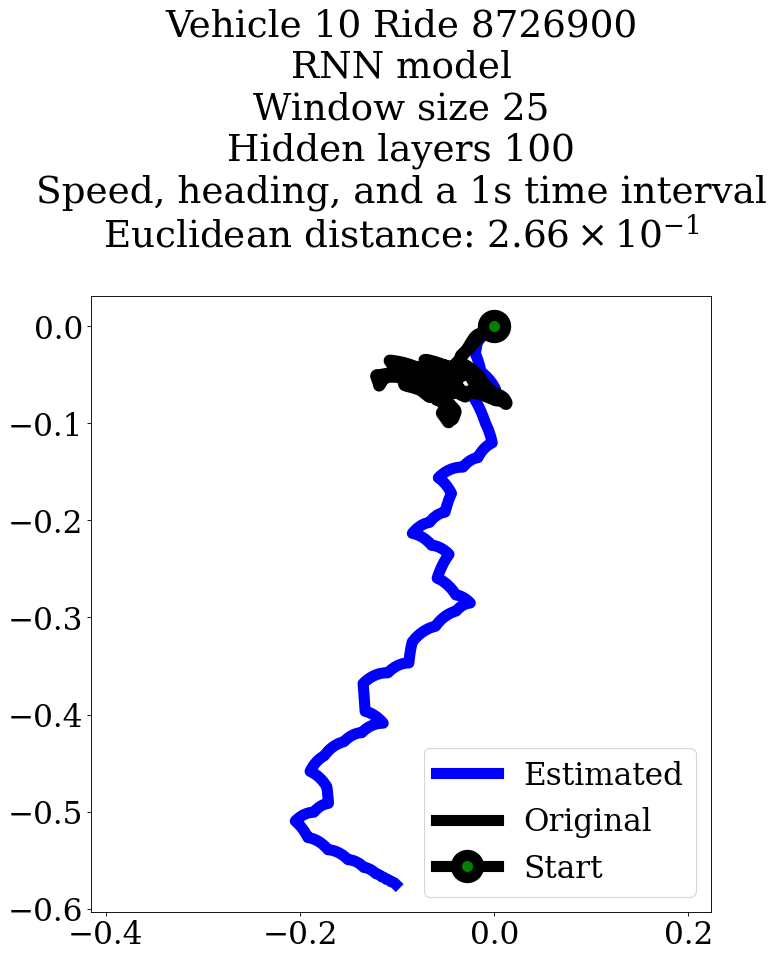 Vehicle 10 Ride 8726900
RNN model
Window size 25
Hidden layers 100
Speed, heading, and a 1s time interval
Euclidean distance: 2.66 × 10⁻¹
0.0
−0.1
−0.2
−0.3
−0.4
−0.5
−0.6
Estimated
Original
Start
−0.4 −0.2 0.0 0.2